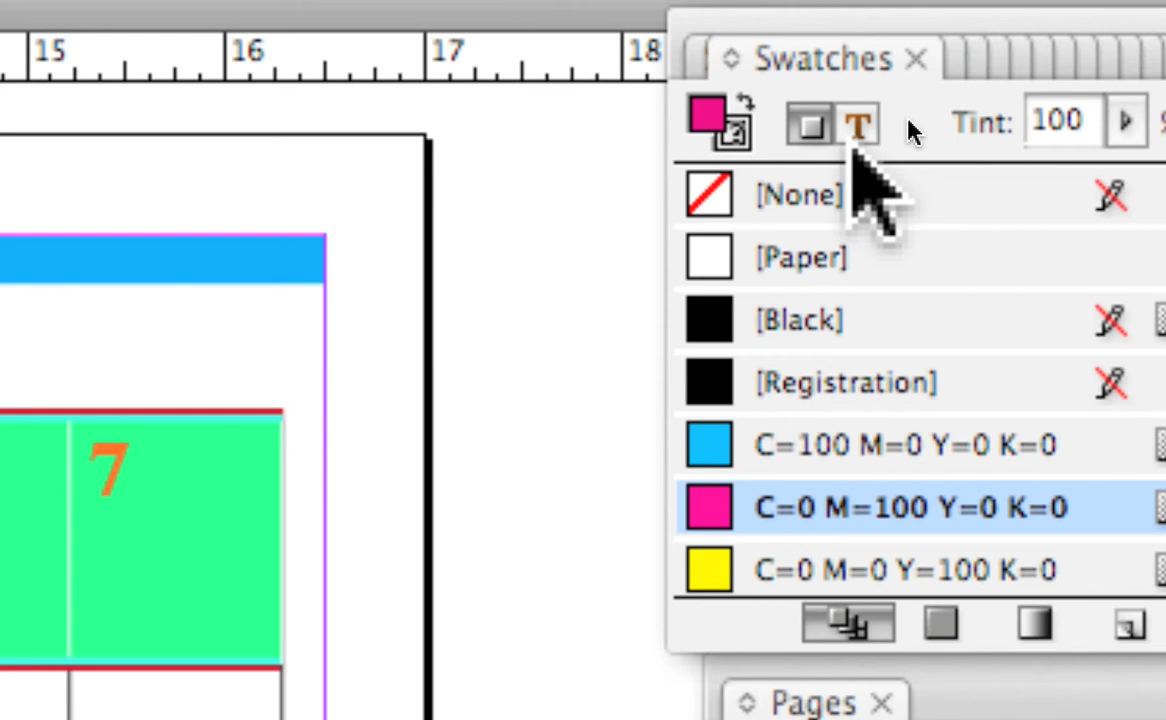 15 16 17 18
Swatches
T Tint: 100
[None]
[Paper]
[Black]
[Registration]
C=100 M=0 Y=0 K=0
7
C=0 M=100 Y=0 K=0
C=0 M=0 Y=100 K=0
Pages